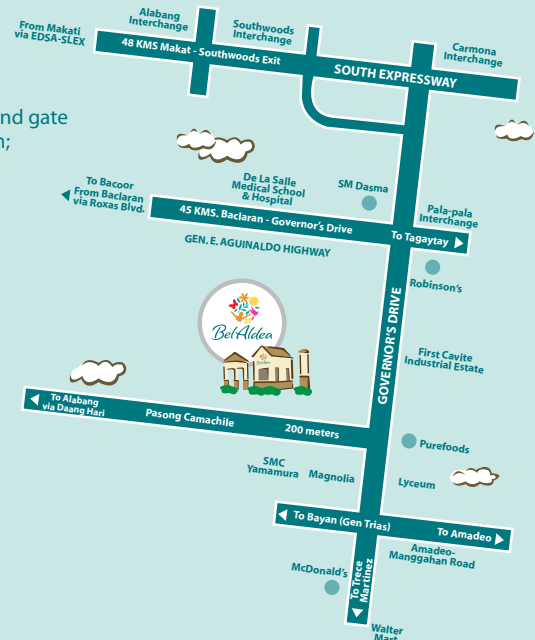 Alabang
Interchange
Southwoods
Interchange
From Makati
via EDSA-SLEX
48 KMS Makat - Southwoods Exit
SOUTH EXPRESSWAY
Carmona
Interchange
nd gate
n;
De La Salle
Medical School
& Hospital
SM Dasma
To Bacoor
From Baclaran
via Roxas Blvd.
45 KMS. Baclaran - Governor's Drive
Pala-pala
Interchange
To Tagaytay
GEN. E. AGUINALDO HIGHWAY
Robinson's
GOVERNOR'S DRIVE
BelAldea
First Cavite
Industrial Estate
To Alabang
via Daang Hari
Pasong Camachile
200 meters
Purefoods
SMC
Yamamura
Magnolia
Lyceum
To Bayan (Gen Trias)
To Amadeo
Amadeo-
Manggahan Road
McDonald's
To Trece
Martinez
Walter
Mart